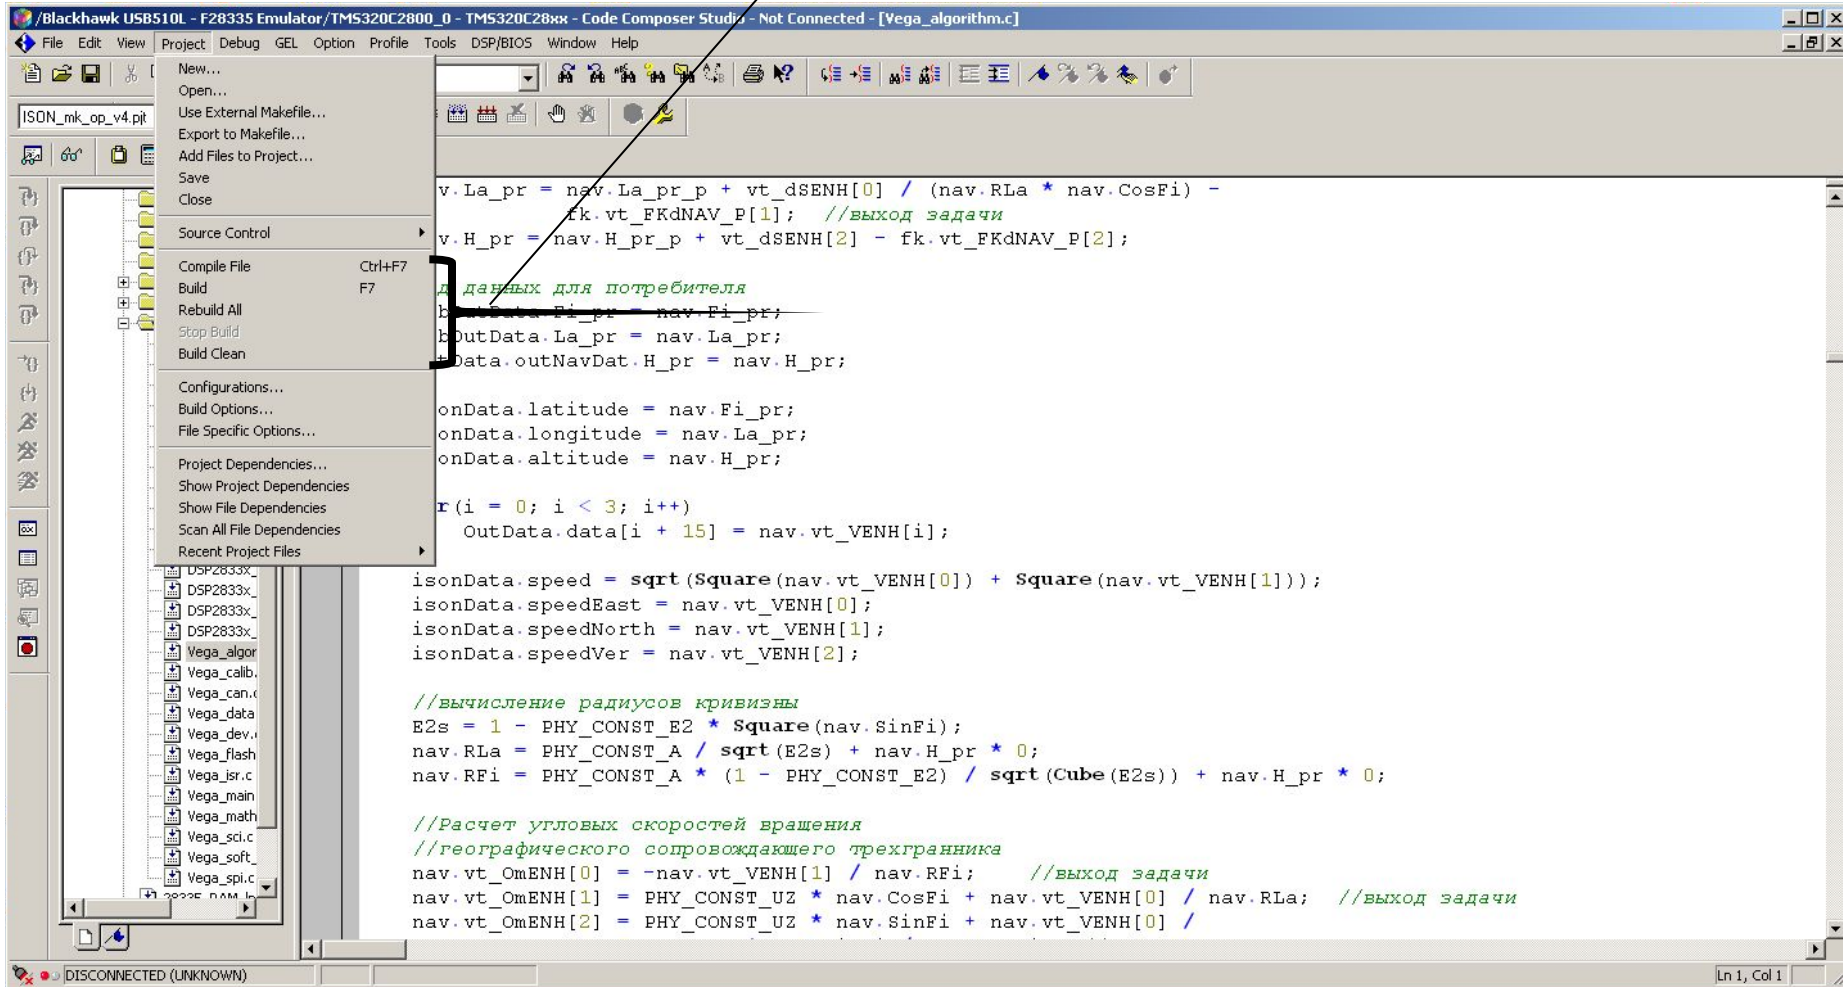 /Blackhawk USB510L - F28335 Emulator/TMS320C2800_0 - TMS320C28xx - Code Composer Studio - Not Connected - [Vega_algorithm.c]
File Edit View Project Debug GEL Option Profile Tools DSP/BIOS Window Help
ISON_mk_op_v4.pjt
New...
Open...
Use External Makefile...
Export to Makefile...
Add Files to Project...
Save
Close
Source Control
Compile File Ctrl+F7
Build F7
Rebuild All
Stop Build
Build Clean
Configurations...
Build Options...
File Specific Options...
Project Dependencies...
Show Project Dependencies
Show File Dependencies
Scan All File Dependencies
Recent Project Files
DSP2833x_
DSP2833x_
DSP2833x_
DSP2833x_
Vega_algor
Vega_calib.
Vega_can.c
Vega_data
Vega_dev.
Vega_flash
Vega_isr.c
Vega_main
Vega_math
Vega_sci.c
Vega_soft_
Vega_spi.c
v.La_pr = nav.La_pr_p + vt_dSENH[0] / (nav.RLa * nav.CosFi) -
fk.vt_FKdNAV_P[1]; //выход задачи
v.H_pr = nav.H_pr_p + vt_dSENH[2] - fk.vt_FKdNAV_P[2];
д данных для потребителя
bOutData.Fi_pr = nav.Fi_pr;
bOutData.La_pr = nav.La_pr;
tData.outNavDat.H_pr = nav.H_pr;
onData.latitude = nav.Fi_pr;
onData.longitude = nav.La_pr;
onData.altitude = nav.H_pr;
r(i = 0; i < 3; i++)
OutData.data[i + 15] = nav.vt_VENH[i];
isonData.speed = sqrt(Square(nav.vt_VENH[0]) + Square(nav.vt_VENH[1]));
isonData.speedEast = nav.vt_VENH[0];
isonData.speedNorth = nav.vt_VENH[1];
isonData.speedVer = nav.vt_VENH[2];
//вычисление радиусов кривизны
E2s = 1 - PHY_CONST_E2 * Square(nav.SinFi);
nav.RLa = PHY_CONST_A / sqrt(E2s) + nav.H_pr * 0;
nav.RFi = PHY_CONST_A * (1 - PHY_CONST_E2) / sqrt(Cube(E2s)) + nav.H_pr * 0;
//Расчет угловых скоростей вращения
//географического сопровождающего трехгранника
nav.vt_OmENH[0] = -nav.vt_VENH[1] / nav.RFi; //выход задачи
nav.vt_OmENH[1] = PHY_CONST_UZ * nav.CosFi + nav.vt_VENH[0] / nav.RLa; //выход задачи
nav.vt_OmENH[2] = PHY_CONST_UZ * nav.SinFi + nav.vt_VENH[0] /
DISCONNECTED (UNKNOWN)
Ln 1, Col 1